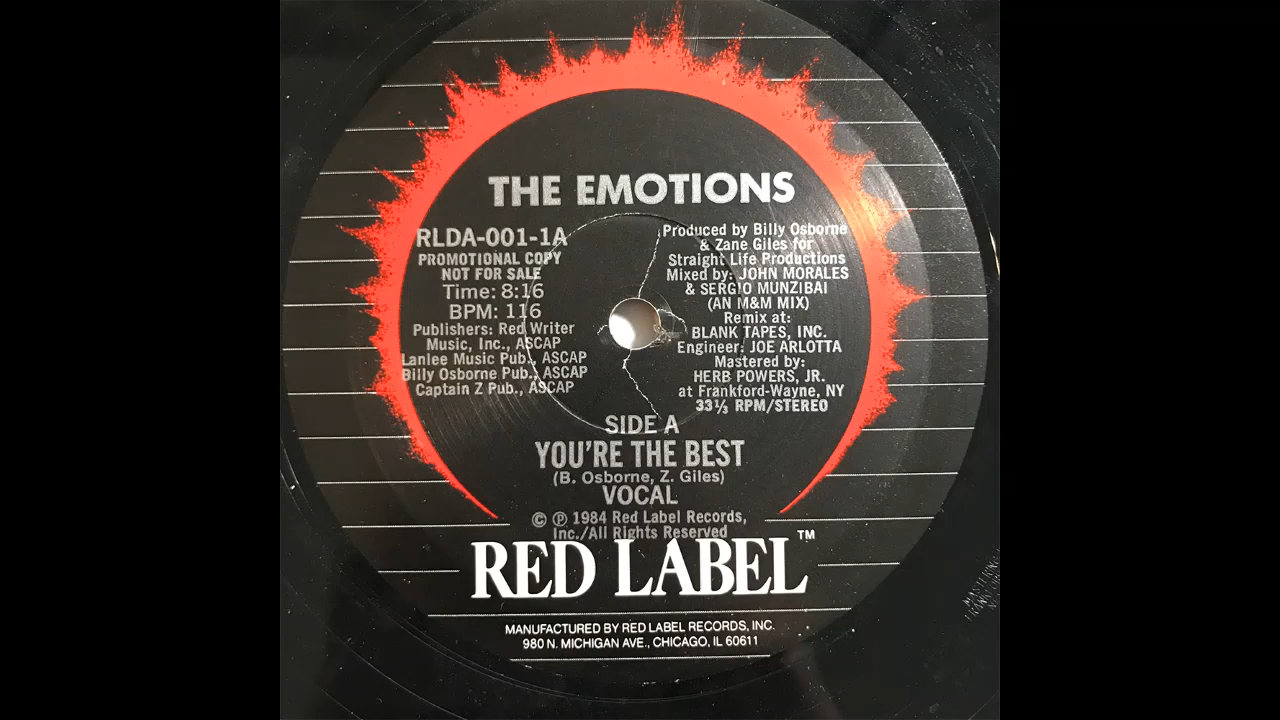 THE EMOTIONS
RLDA-001-1A
PROMOTIONAL COPY
NOT FOR SALE
Time: 8:16
BPM: 116
Publishers: Red Writer
Music, Inc., ASCAP
Lanlee Music Pub., ASCAP
Billy Osborne Pub., ASCAP
Captain Z Pub., ASCAP
Produced by Billy Osborne
& Zane Giles for
Straight Life Productions
Mixed by: JOHN MORALES
& SERGIO MUNZIBAI
(AN M&M MIX)
Remix at:
BLANK TAPES, INC.
Engineer: JOE ARLOTTA
Mastered by:
HERB POWERS, JR.
at Frankford-Wayne, NY
33⅓ RPM/STEREO
SIDE A
YOU'RE THE BEST
(B. Osborne, Z. Giles)
VOCAL
© ℗ 1984 Red Label Records,
Inc./All Rights Reserved
RED LABEL™
MANUFACTURED BY RED LABEL RECORDS, INC.
980 N. MICHIGAN AVE., CHICAGO, IL 60611